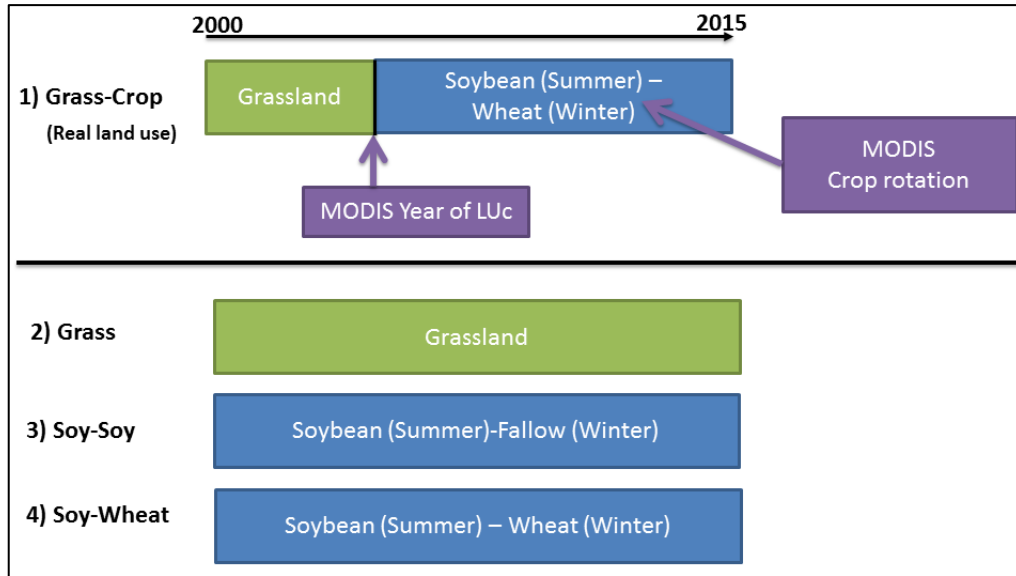 2000 2015
1) Grass-Crop
(Real land use)
Grassland
Soybean (Summer) –
Wheat (Winter)
MODIS
Crop rotation
MODIS Year of LUc
2) Grass
Grassland
3) Soy-Soy
Soybean (Summer)-Fallow (Winter)
4) Soy-Wheat
Soybean (Summer) – Wheat (Winter)